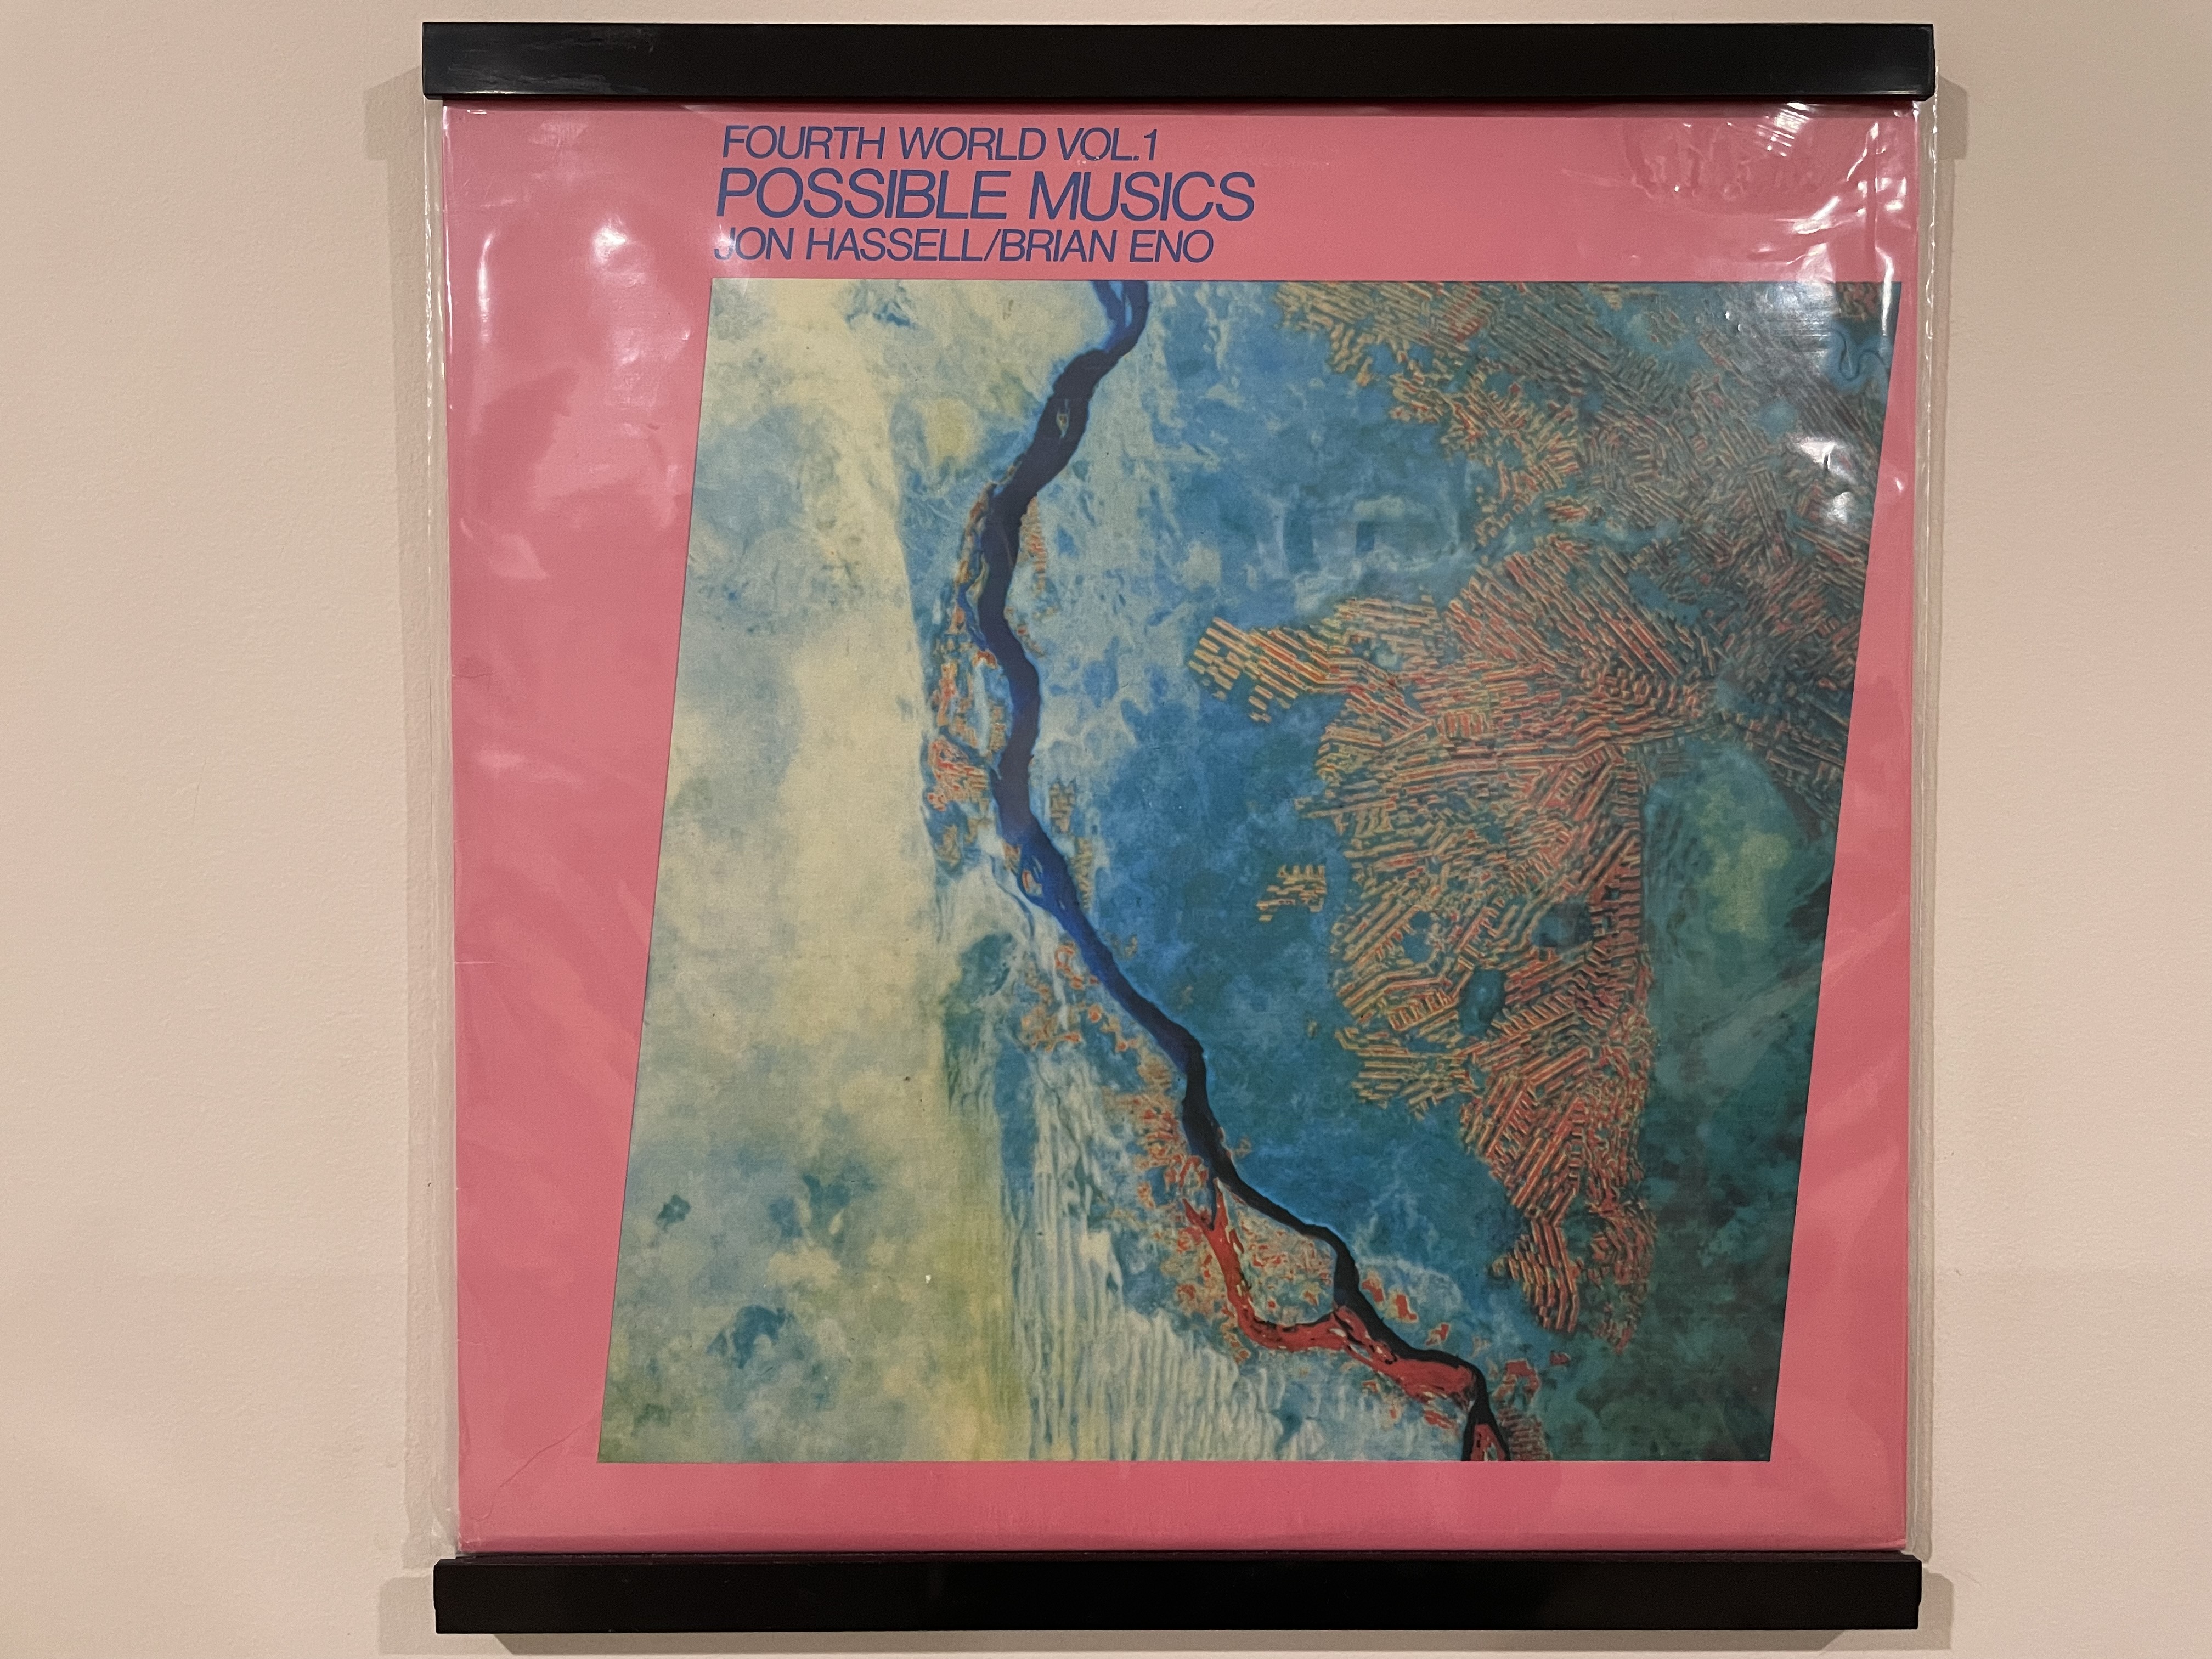 FOURTH WORLD VOL.1
POSSIBLE MUSICS
JON HASSELL/BRIAN ENO